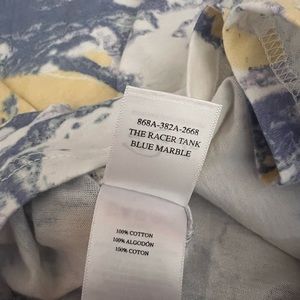 868A-382A-2668
THE RACER TANK
BLUE MARBLE
100% COTTON
100% ALGODÓN
100% COTON